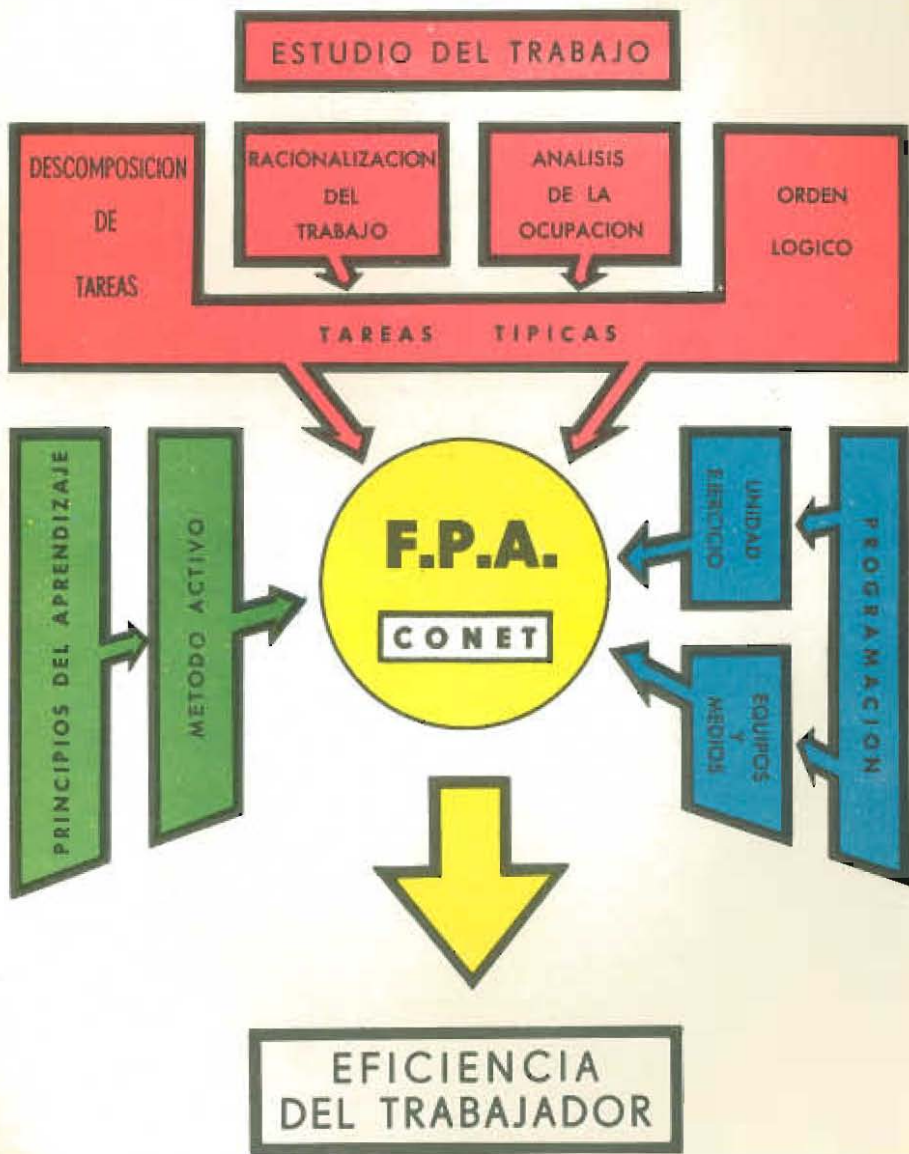 ESTUDIO DEL TRABAJO
DESCOMPOSICION
DE
TAREAS
RACIONALIZACION
DEL
TRABAJO
ANALISIS
DE LA
OCUPACION
ORDEN
LOGICO
TAREAS TIPICAS
PRINCIPIOS DEL APRENDIZAJE
METODO ACTIVO
F.P.A.
CONET
UNIDAD
EJERCICIO
EQUIPOS
Y
MEDIOS
PROGRAMACION
EFICIENCIA
DEL TRABAJADOR